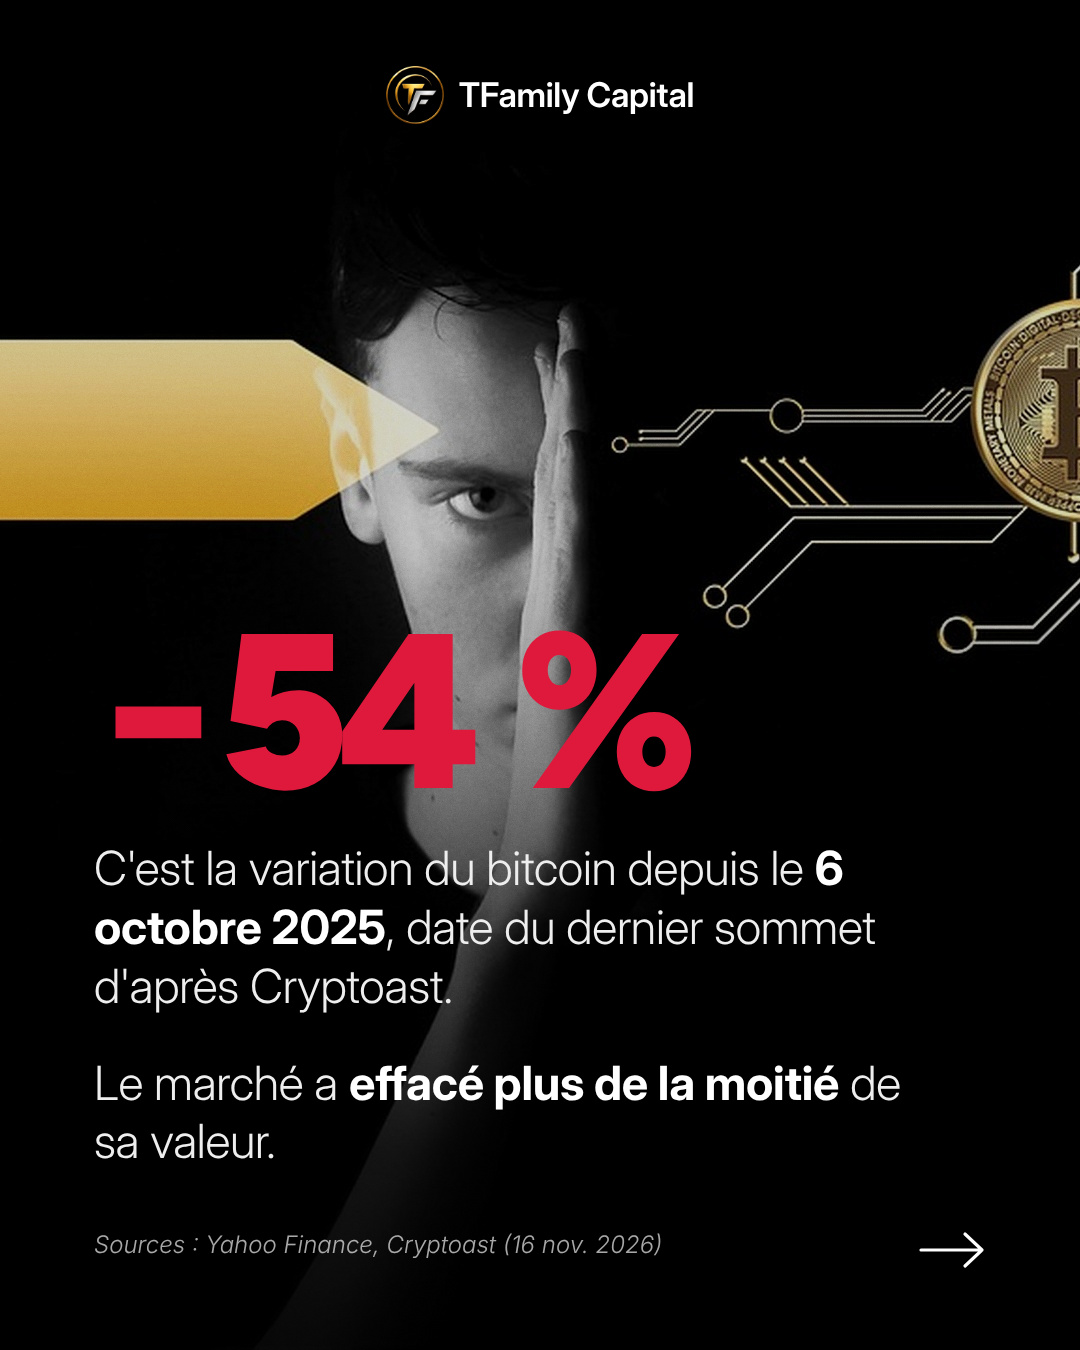 TFamily Capital
-54 %
C'est la variation du bitcoin depuis le 6
octobre 2025, date du dernier sommet
d'après Cryptoast.
Le marché a effacé plus de la moitié de
sa valeur.
Sources : Yahoo Finance, Cryptoast (16 nov. 2026)